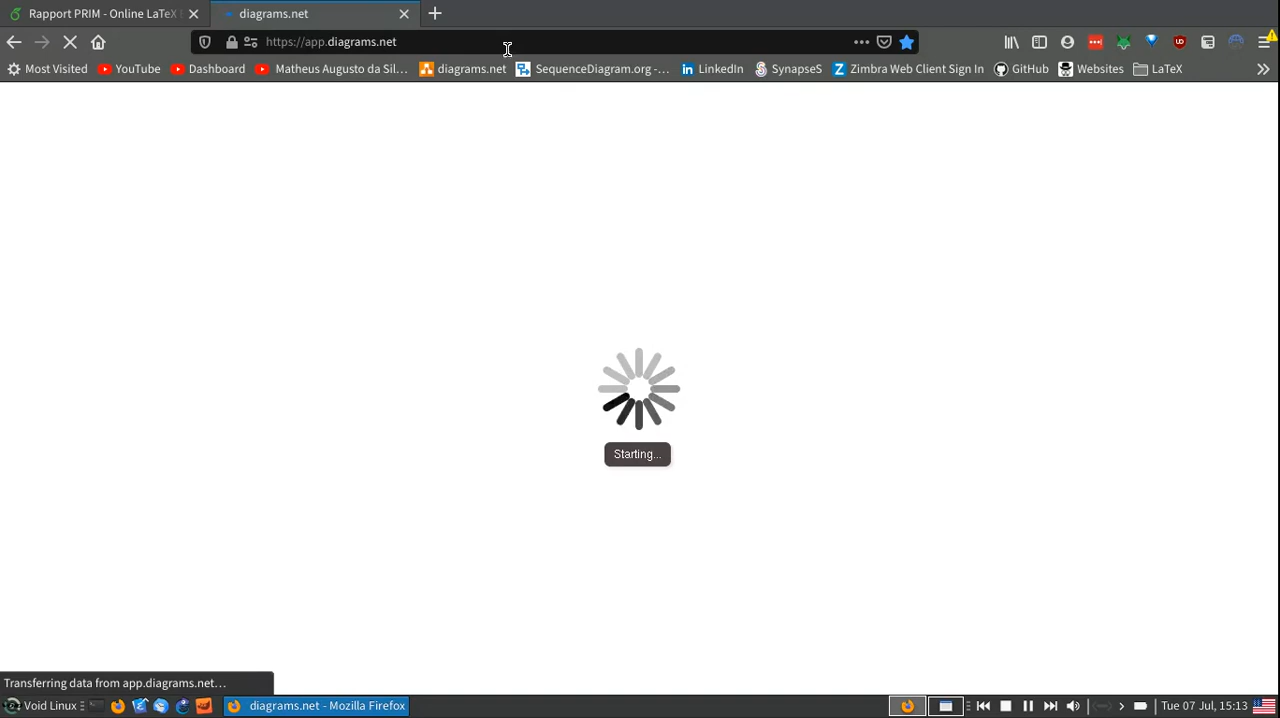 Rapport PRIM - Online LaTeX
diagrams.net
https://app.diagrams.net
Most Visited YouTube Dashboard Matheus Augusto da Sil... diagrams.net SequenceDiagram.org -... LinkedIn SynapseS Zimbra Web Client Sign In GitHub Websites LaTeX
Starting...
Transferring data from app.diagrams.net...
Void Linux diagrams.net - Mozilla Firefox Tue 07 Jul, 15:13